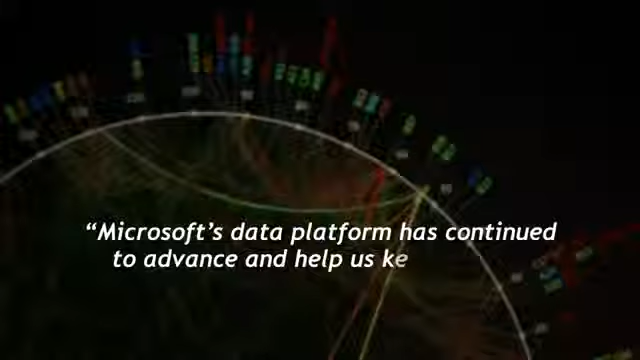 “Microsoft’s data platform has continued
to advance and help us ke